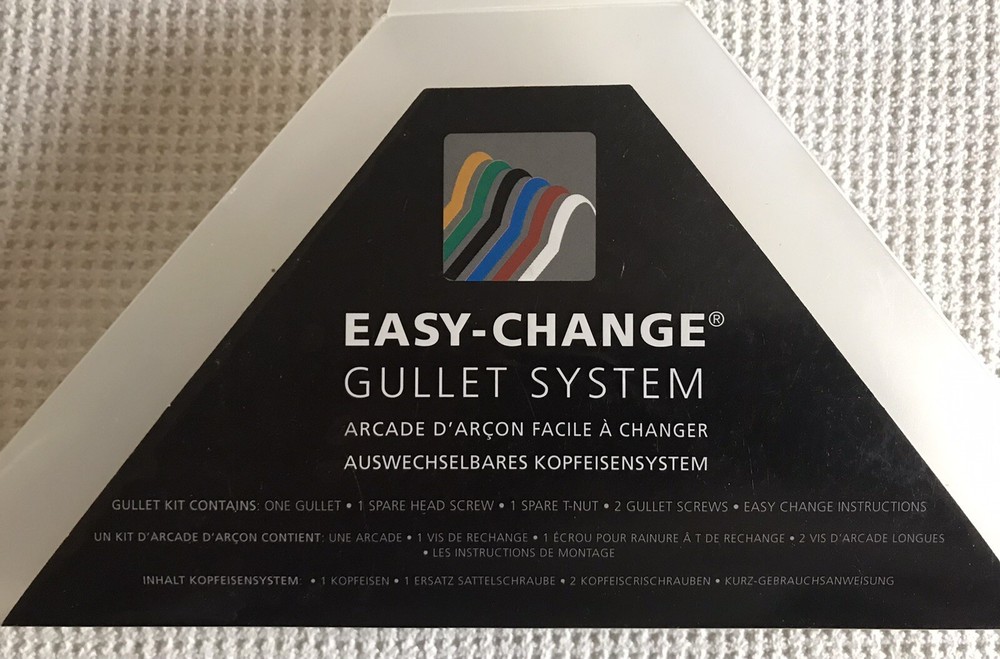 EASY-CHANGE®
GULLET SYSTEM
ARCADE D'ARÇON FACILE À CHANGER
AUSWECHSELBARES KOPFEISENSYSTEM
GULLET KIT CONTAINS: ONE GULLET • 1 SPARE HEAD SCREW • 1 SPARE T-NUT • 2 GULLET SCREWS • EASY CHANGE INSTRUCTIONS
UN KIT D'ARCADE D'ARÇON CONTIENT: UNE ARCADE • 1 VIS DE RECHANGE • 1 ÉCROU POUR RAINURE À T DE RECHANGE • 2 VIS D'ARCADE LONGUES
• LES INSTRUCTIONS DE MONTAGE
INHALT KOPFEISENSYSTEM: • 1 KOPFEISEN • 1 ERSATZ SATTELSCHRAUBE • 2 KOPFEISCRISCHRAUBEN • KURZ-GEBRAUCHSANWEISUNG